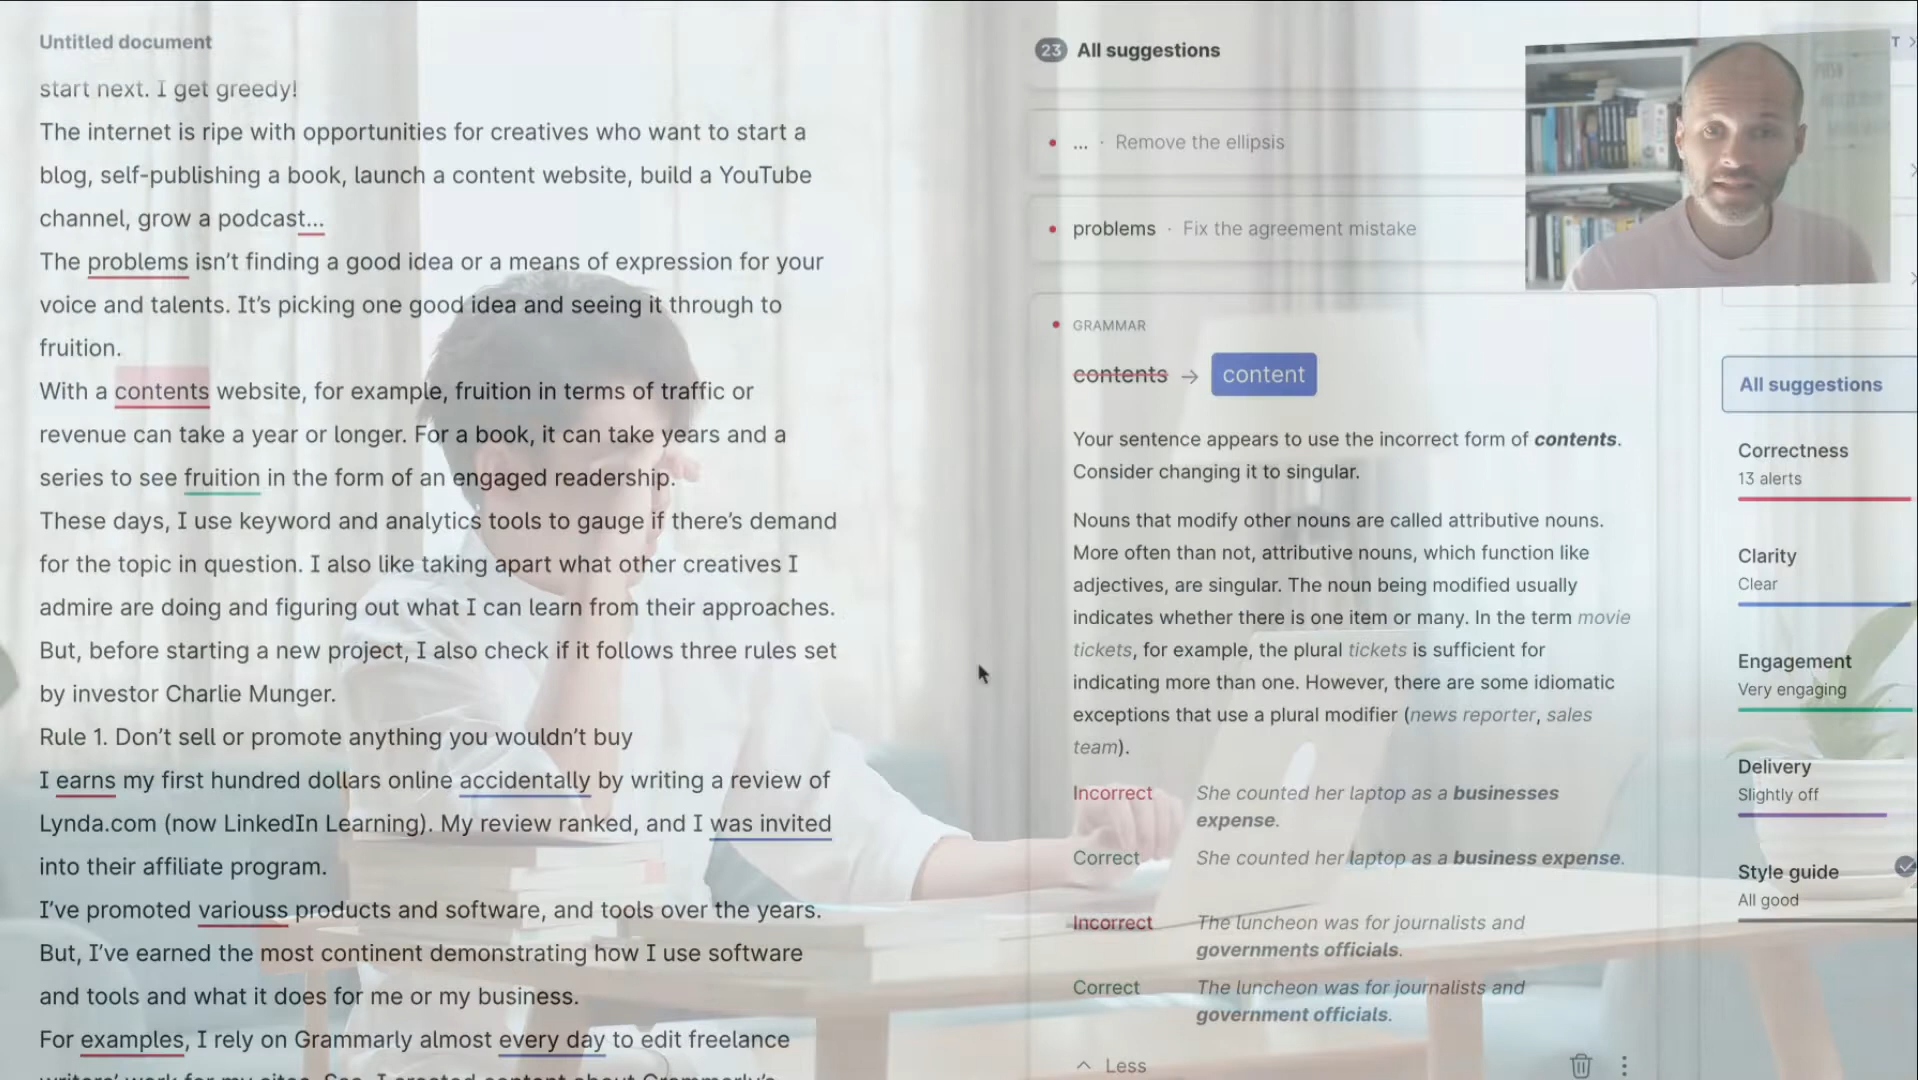 Untitled document
start next. I get greedy!
The internet is ripe with opportunities for creatives who want to start a
blog, self-publishing a book, launch a content website, build a YouTube
channel, grow a podcast...
The problems isn't finding a good idea or a means of expression for your
voice and talents. It's picking one good idea and seeing it through to
fruition.
With a contents website, for example, fruition in terms of traffic or
revenue can take a year or longer. For a book, it can take years and a
series to see fruition in the form of an engaged readership.
These days, I use keyword and analytics tools to gauge if there's demand
for the topic in question. I also like taking apart what other creatives I
admire are doing and figuring out what I can learn from their approaches.
But, before starting a new project, I also check if it follows three rules set
by investor Charlie Munger.
Rule 1. Don't sell or promote anything you wouldn't buy
I earns my first hundred dollars online accidentally by writing a review of
Lynda.com (now LinkedIn Learning). My review ranked, and I was invited
into their affiliate program.
I've promoted variouss products and software, and tools over the years.
But, I've earned the most continent demonstrating how I use software
and tools and what it does for me or my business.
For examples, I rely on Grammarly almost every day to edit freelance
23 All suggestions
... · Remove the ellipsis
problems · Fix the agreement mistake
GRAMMAR
contents → content
Your sentence appears to use the incorrect form of contents.
Consider changing it to singular.
Nouns that modify other nouns are called attributive nouns.
More often than not, attributive nouns, which function like
adjectives, are singular. The noun being modified usually
indicates whether there is one item or many. In the term movie
tickets, for example, the plural tickets is sufficient for
indicating more than one. However, there are some idiomatic
exceptions that use a plural modifier (news reporter, sales
team).
Incorrect She counted her laptop as a businesses
expense.
Correct She counted her laptop as a business expense.
Incorrect The luncheon was for journalists and
governments officials.
Correct The luncheon was for journalists and
government officials.
Less
All suggestions
Correctness
13 alerts
Clarity
Clear
Engagement
Very engaging
Delivery
Slightly off
Style guide
All good